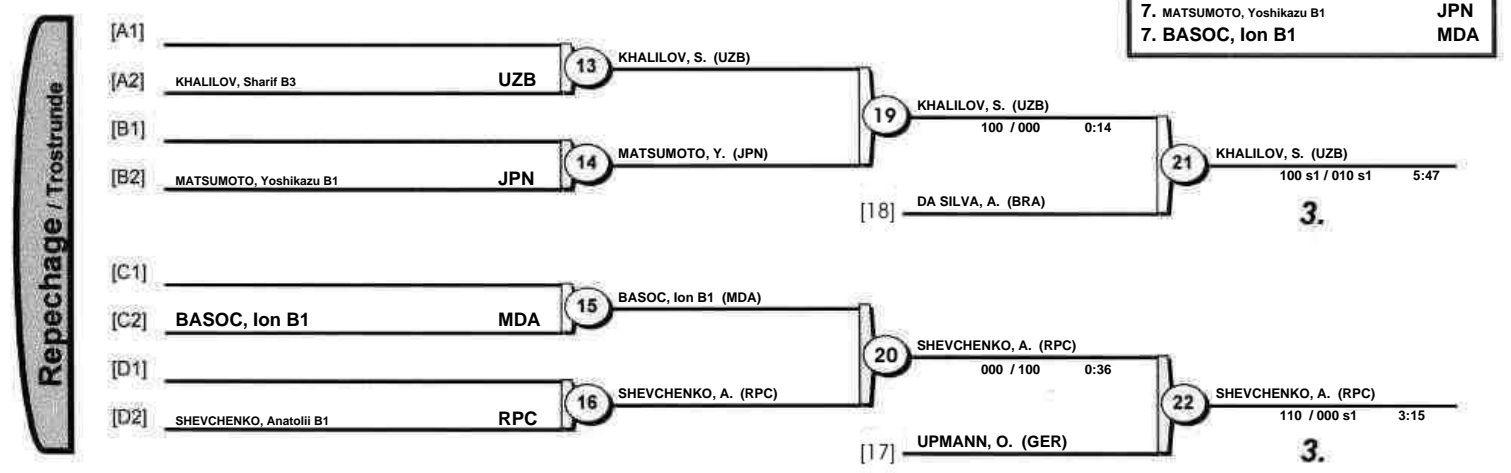 7. MATSUMOTO, Yoshikazu B1 JPN
7. BASOC, Ion B1 MDA
Repechage / Trostrunde
[A1]
[A2] KHALILOV, Sharif B3 UZB
13 KHALILOV, S. (UZB)
[B1]
[B2] MATSUMOTO, Yoshikazu B1 JPN
14 MATSUMOTO, Y. (JPN)
19 KHALILOV, S. (UZB)
100 / 000 0:14
[18] DA SILVA, A. (BRA)
21 KHALILOV, S. (UZB)
100 s1 / 010 s1 5:47
3.
[C1]
[C2] BASOC, Ion B1 MDA
15 BASOC, Ion B1 (MDA)
[D1]
[D2] SHEVCHENKO, Anatolii B1 RPC
16 SHEVCHENKO, A. (RPC)
20 SHEVCHENKO, A. (RPC)
000 / 100 0:36
[17] UPMANN, O. (GER)
22 SHEVCHENKO, A. (RPC)
110 / 000 s1 3:15
3.